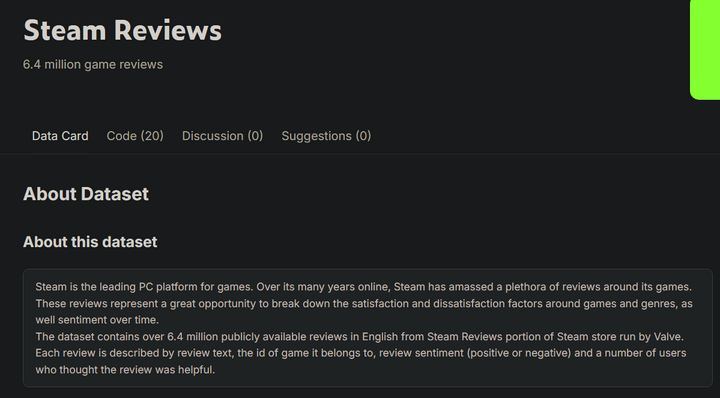 Steam Reviews
6.4 million game reviews
Data Card Code (20) Discussion (0) Suggestions (0)
About Dataset
About this dataset
Steam is the leading PC platform for games. Over its many years online, Steam has amassed a plethora of reviews around its games.
These reviews represent a great opportunity to break down the satisfaction and dissatisfaction factors around games and genres, as
well sentiment over time.
The dataset contains over 6.4 million publicly available reviews in English from Steam Reviews portion of Steam store run by Valve.
Each review is described by review text, the id of game it belongs to, review sentiment (positive or negative) and a number of users
who thought the review was helpful.